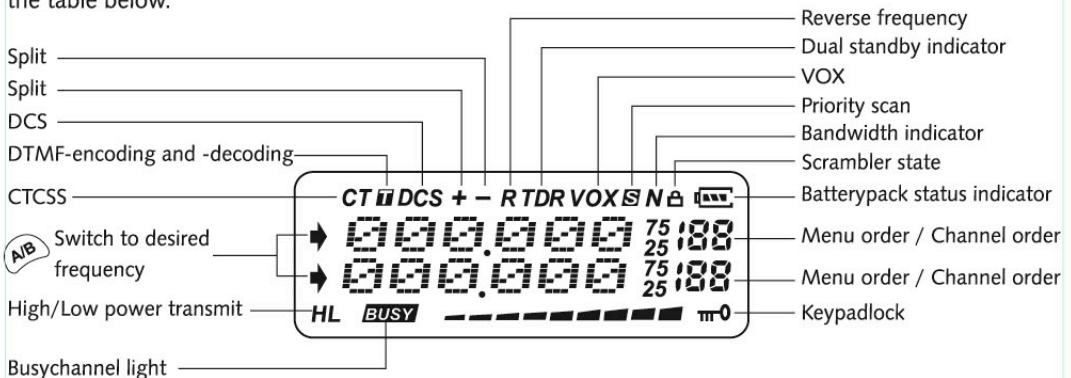 the table below.
Split
Split
DCS
DTMF-encoding and -decoding
CTCSS
A/B Switch to desired
frequency
High/Low power transmit
Busychannel light
CT T DCS + - R TDR VOX S N
000.000 75 25 188
000.000 75 25 188
HL BUSY
Reverse frequency
Dual standby indicator
VOX
Priority scan
Bandwidth indicator
Scrambler state
Batterypack status indicator
Menu order / Channel order
Menu order / Channel order
Keypadlock